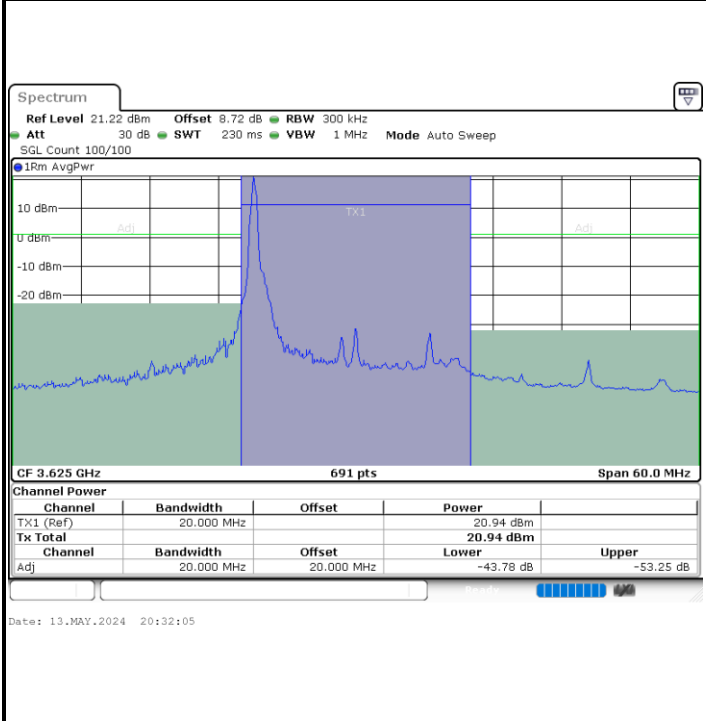 Spectrum
Ref Level 21.22 dBm Offset 8.72 dB RBW 300 kHz
Att 30 dB SWT 230 ms VBW 1 MHz Mode Auto Sweep
SGL Count 100/100
1Rm AvgPwr
10 dBm
TX1
Adj
Adj
0 dBm
-10 dBm
-20 dBm
CF 3.625 GHz 691 pts Span 60.0 MHz
Channel Power
Channel Bandwidth Offset Power
TX1 (Ref) 20.000 MHz 20.94 dBm
Tx Total 20.94 dBm
Channel Bandwidth Offset Lower Upper
Adj 20.000 MHz 20.000 MHz -43.78 dB -53.25 dB
Ready
Date: 13.MAY.2024 20:32:05